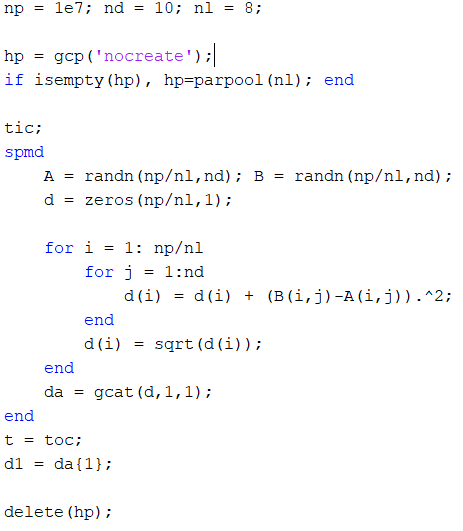 np = 1e7; nd = 10; nl = 8;
hp = gcp('nocreate');
if isempty(hp), hp=parpool(nl); end
tic;
spmd
A = randn(np/nl,nd); B = randn(np/nl,nd);
d = zeros(np/nl,1);
for i = 1: np/nl
for j = 1:nd
d(i) = d(i) + (B(i,j)-A(i,j)).^2;
end
d(i) = sqrt(d(i));
end
da = gcat(d,1,1);
end
t = toc;
d1 = da{1};
delete(hp);